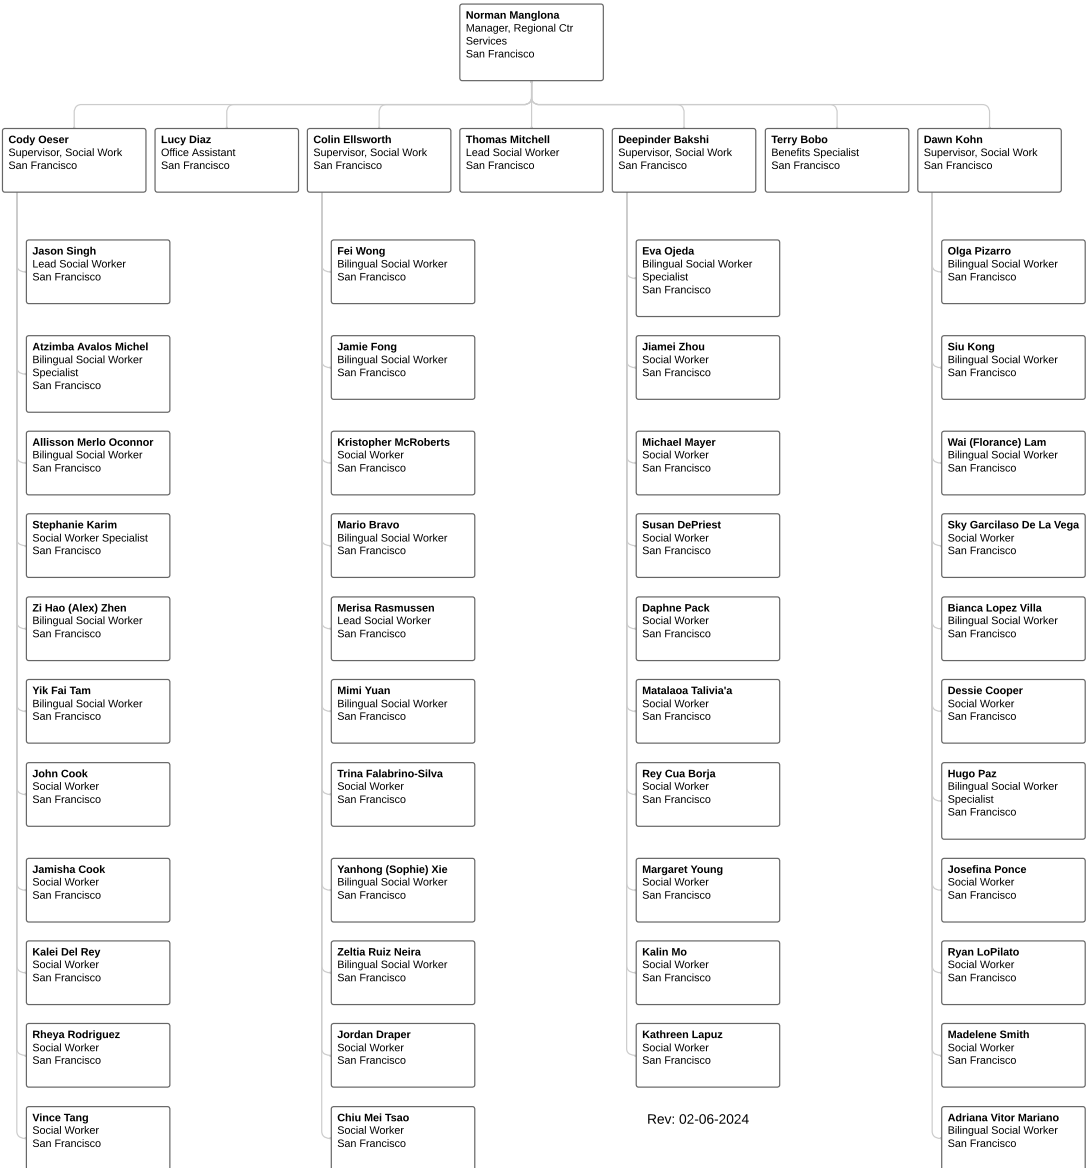 Norman Manglona
Manager, Regional Ctr
Services
San Francisco
Cody Oeser
Supervisor, Social Work
San Francisco
Lucy Diaz
Office Assistant
San Francisco
Colin Ellsworth
Supervisor, Social Work
San Francisco
Thomas Mitchell
Lead Social Worker
San Francisco
Deepinder Bakshi
Supervisor, Social Work
San Francisco
Terry Bobo
Benefits Specialist
San Francisco
Dawn Kohn
Supervisor, Social Work
San Francisco
Jason Singh
Lead Social Worker
San Francisco
Atzimba Avalos Michel
Bilingual Social Worker
Specialist
San Francisco
Allisson Merlo Oconnor
Bilingual Social Worker
San Francisco
Stephanie Karim
Social Worker Specialist
San Francisco
Zi Hao (Alex) Zhen
Bilingual Social Worker
San Francisco
Yik Fai Tam
Bilingual Social Worker
San Francisco
John Cook
Social Worker
San Francisco
Jamisha Cook
Social Worker
San Francisco
Kalei Del Rey
Social Worker
San Francisco
Rheya Rodriguez
Social Worker
San Francisco
Vince Tang
Social Worker
San Francisco
Fei Wong
Bilingual Social Worker
San Francisco
Jamie Fong
Bilingual Social Worker
San Francisco
Kristopher McRoberts
Social Worker
San Francisco
Mario Bravo
Bilingual Social Worker
San Francisco
Merisa Rasmussen
Lead Social Worker
San Francisco
Mimi Yuan
Bilingual Social Worker
San Francisco
Trina Falabrino-Silva
Social Worker
San Francisco
Yanhong (Sophie) Xie
Bilingual Social Worker
San Francisco
Zeltia Ruiz Neira
Bilingual Social Worker
San Francisco
Jordan Draper
Social Worker
San Francisco
Chiu Mei Tsao
Social Worker
San Francisco
Eva Ojeda
Bilingual Social Worker
Specialist
San Francisco
Jiamei Zhou
Social Worker
San Francisco
Michael Mayer
Social Worker
San Francisco
Susan DePriest
Social Worker
San Francisco
Daphne Pack
Social Worker
San Francisco
Matalaoa Talivia'a
Social Worker
San Francisco
Rey Cua Borja
Social Worker
San Francisco
Margaret Young
Social Worker
San Francisco
Kalin Mo
Social Worker
San Francisco
Kathreen Lapuz
Social Worker
San Francisco
Rev: 02-06-2024
Olga Pizarro
Bilingual Social Worker
San Francisco
Siu Kong
Bilingual Social Worker
San Francisco
Wai (Florance) Lam
Bilingual Social Worker
San Francisco
Sky Garcilaso De La Vega
Social Worker
San Francisco
Bianca Lopez Villa
Bilingual Social Worker
San Francisco
Dessie Cooper
Social Worker
San Francisco
Hugo Paz
Bilingual Social Worker
Specialist
San Francisco
Josefina Ponce
Social Worker
San Francisco
Ryan LoPilato
Social Worker
San Francisco
Madelene Smith
Social Worker
San Francisco
Adriana Vitor Mariano
Bilingual Social Worker
San Francisco